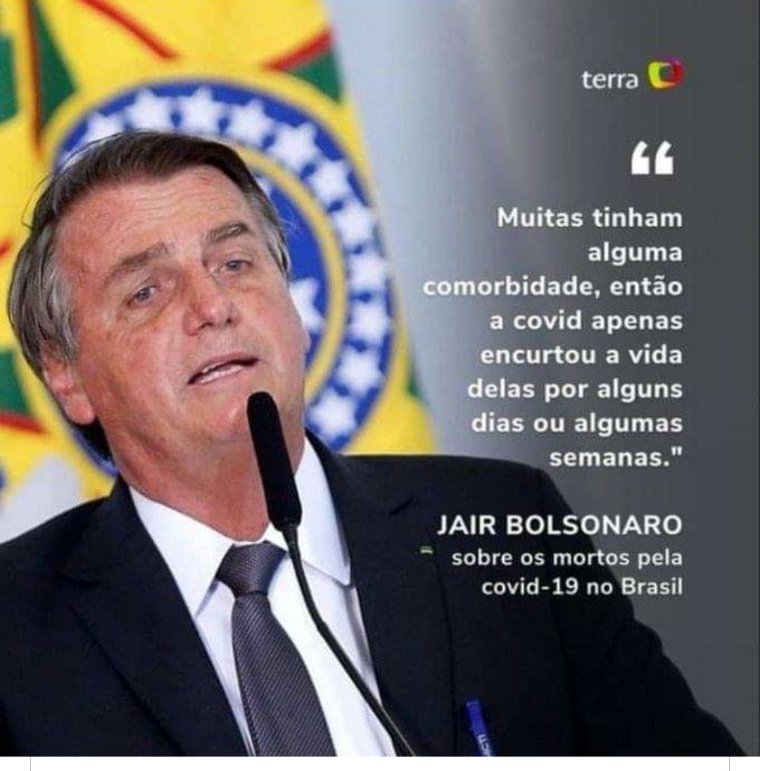 terra
“
Muitas tinham
alguma
comorbidade, então
a covid apenas
encurtou a vida
delas por alguns
dias ou algumas
semanas."
JAIR BOLSONARO
sobre os mortos pela
covid-19 no Brasil